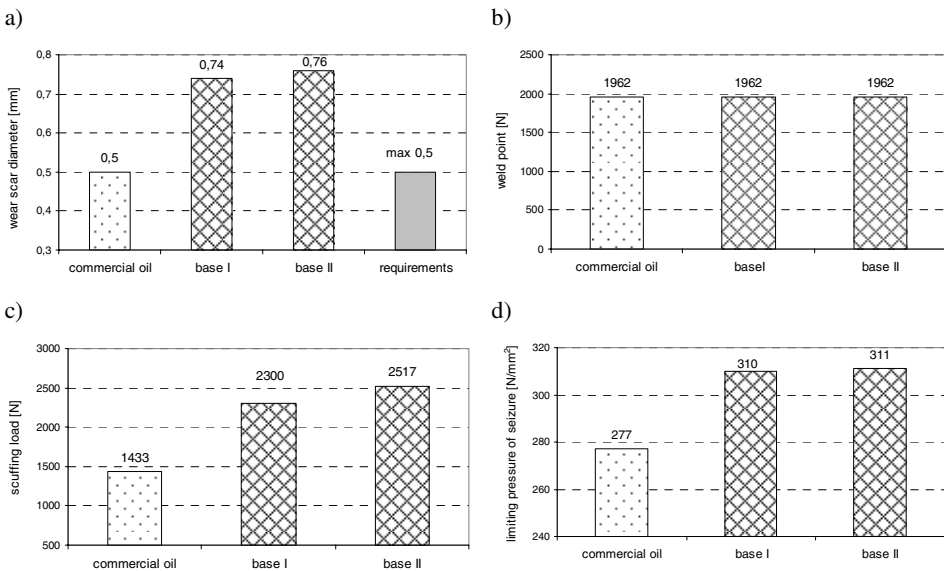 a)
wear scar diameter [mm]
0,8
0,7
0,6
0,5
0,4
0,3
0,5
0,74
0,76
max 0,5
commercial oil
base I
base II
requirements
b)
weld point [N]
2500
2000
1500
1000
500
0
1962
1962
1962
commercial oil
baseI
base II
c)
scuffing load [N]
3000
2500
2000
1500
1000
500
1433
2300
2517
commercial oil
base I
base II
d)
limiting pressure of seizure [N/mm²]
320
300
280
260
240
277
310
311
commercial oil
base I
base II